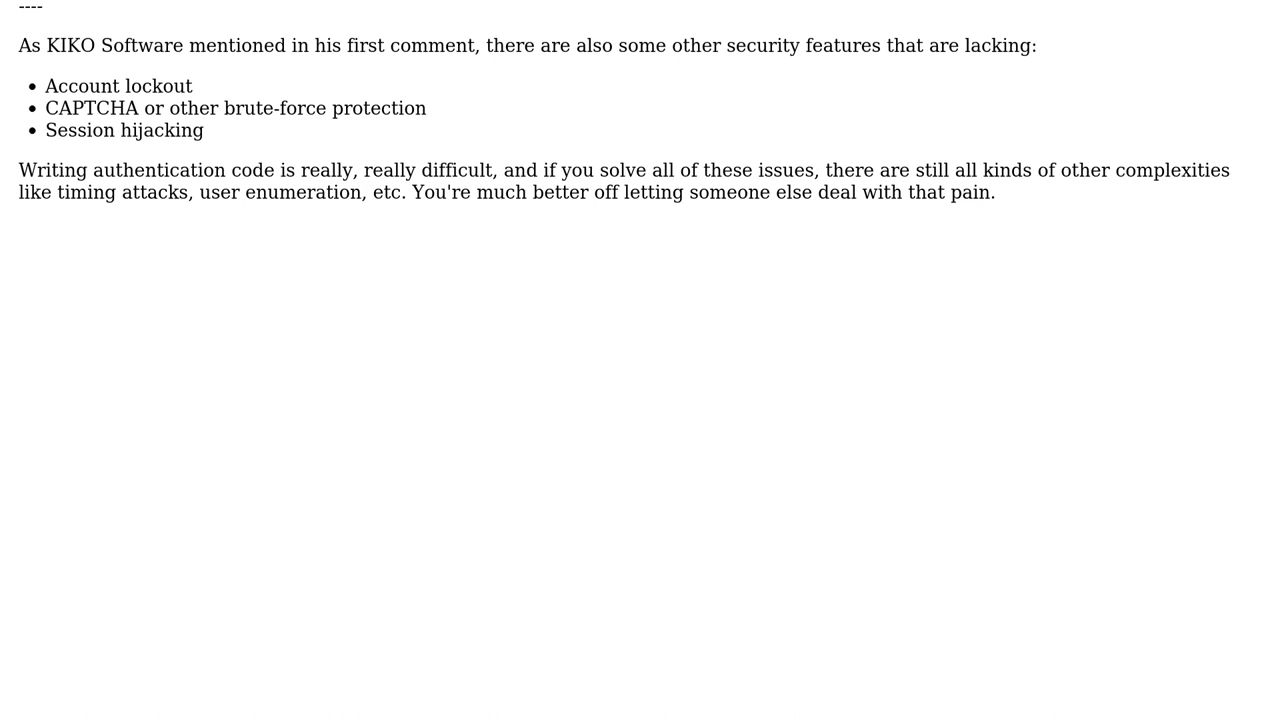 ----
As KIKO Software mentioned in his first comment, there are also some other security features that are lacking:
• Account lockout
• CAPTCHA or other brute-force protection
• Session hijacking
Writing authentication code is really, really difficult, and if you solve all of these issues, there are still all kinds of other complexities
like timing attacks, user enumeration, etc. You're much better off letting someone else deal with that pain.